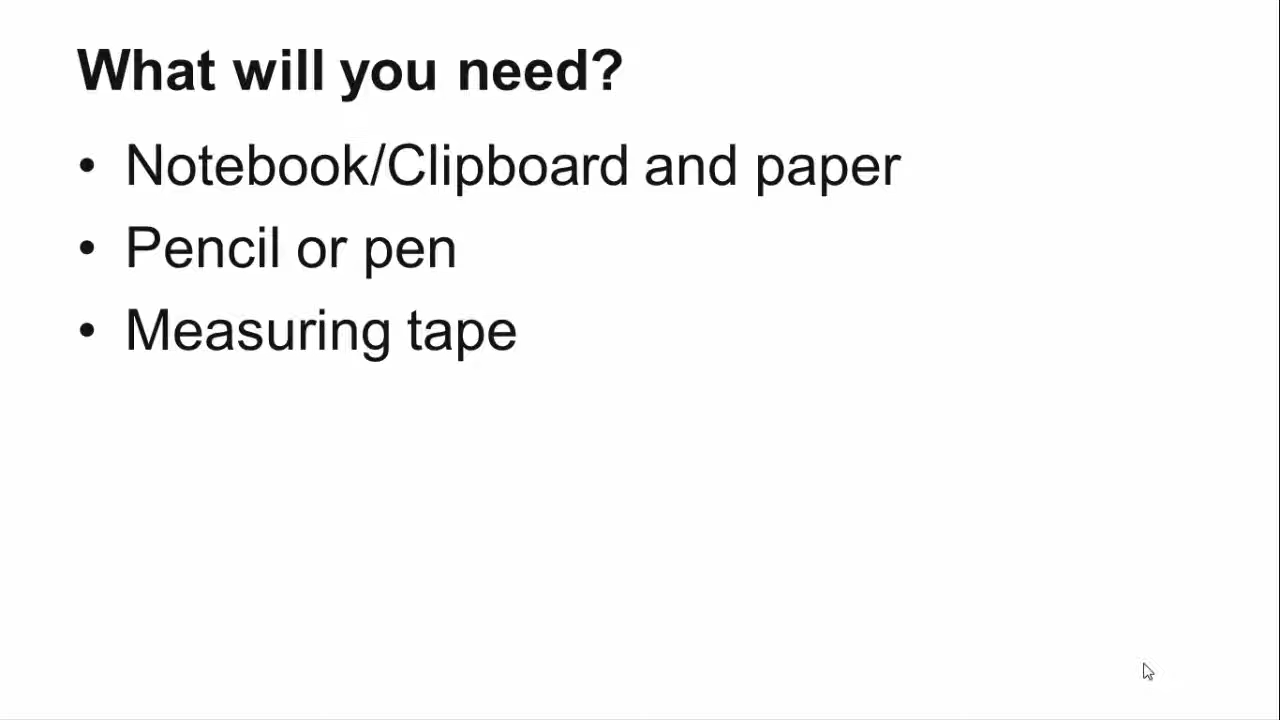 What will you need?
• Notebook/Clipboard and paper
• Pencil or pen
• Measuring tape